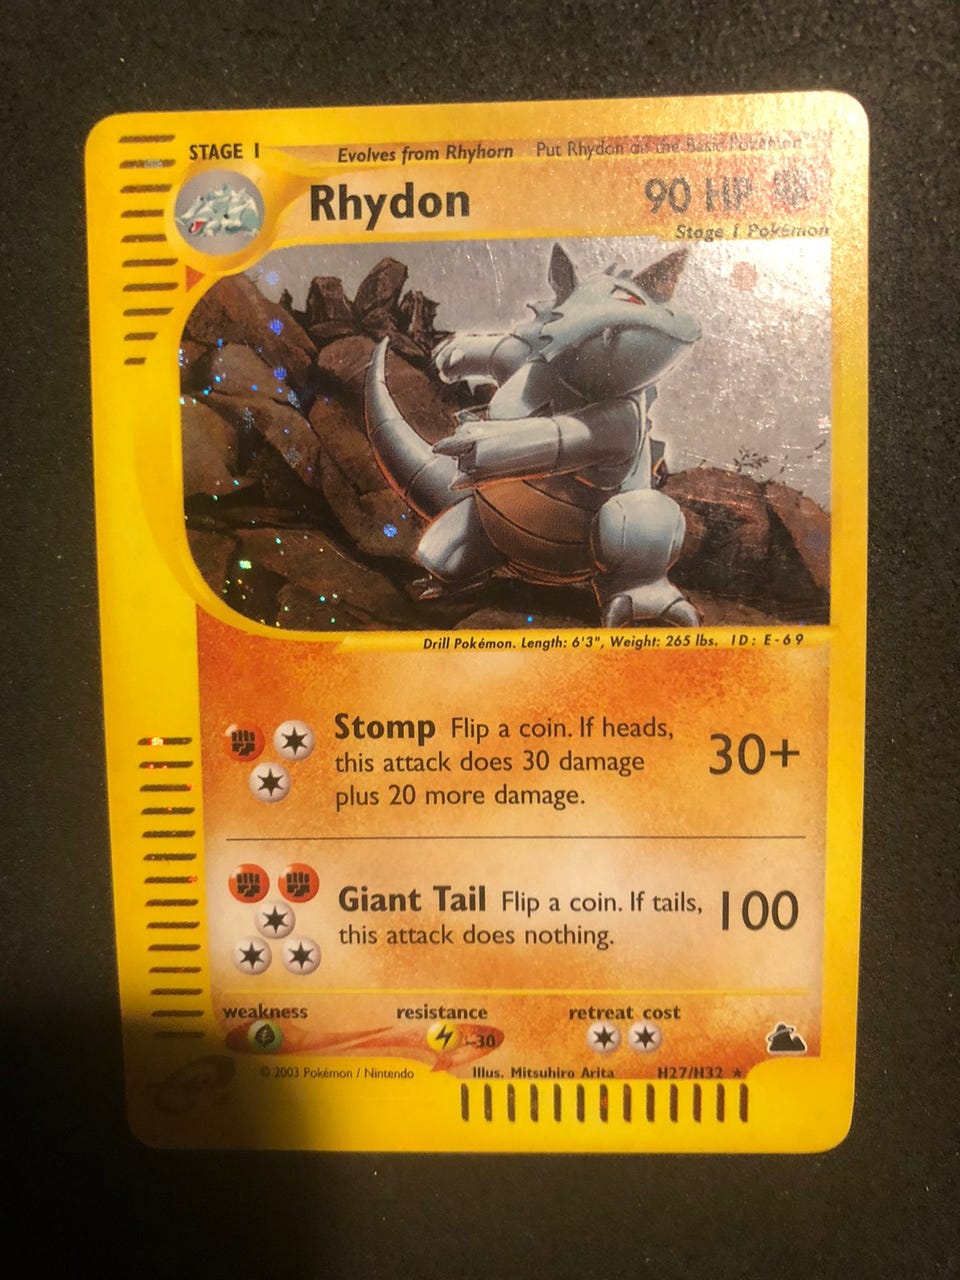 STAGE 1 Evolves from Rhyhorn Put Rhydon on the Basic Pokémon
Rhydon 90 HP
Stage 1 Pokémon
Drill Pokémon. Length: 6'3", Weight: 265 lbs. ID: E-69
Stomp Flip a coin. If heads,
this attack does 30 damage
plus 20 more damage.
30+
Giant Tail Flip a coin. If tails,
this attack does nothing.
100
weakness resistance retreat cost
-30
© 2003 Pokémon / Nintendo Illus. Mitsuhiro Arita H27/H32 ★